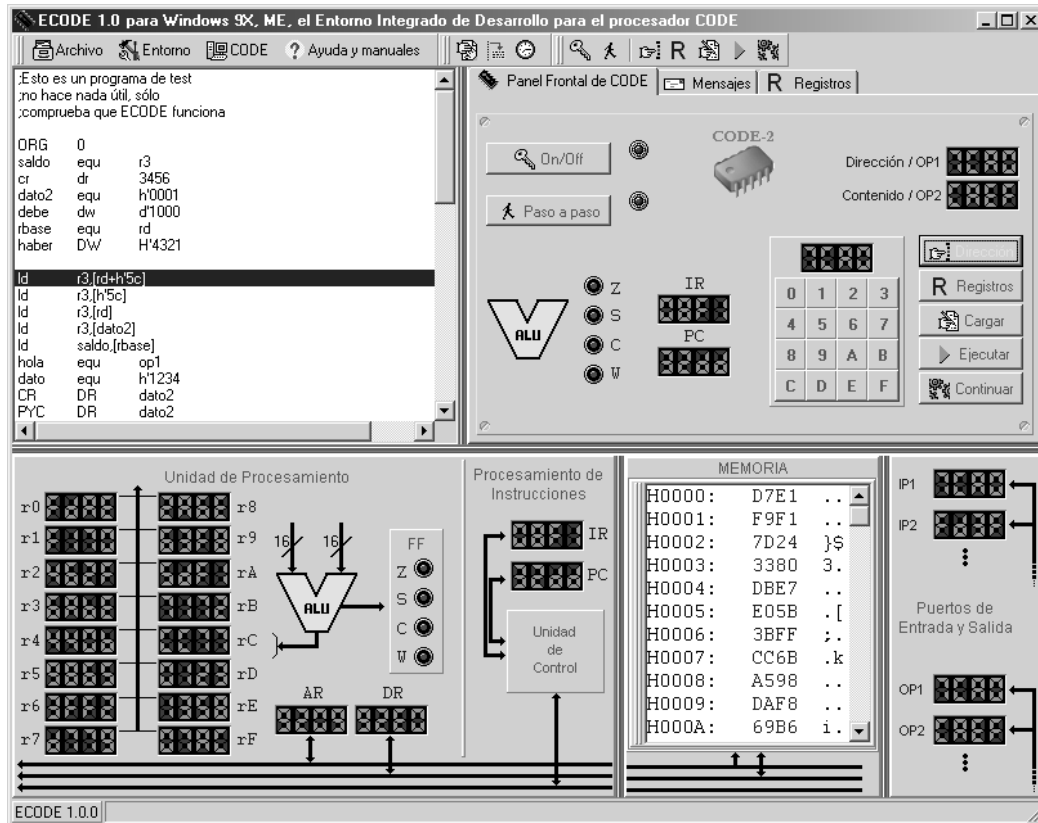 ECODE 1.0 para Windows 9X, ME, el Entorno Integrado de Desarrollo para el procesador CODE
Archivo Entorno CODE ? Ayuda y manuales R
;Esto es un programa de test
;no hace nada útil, sólo
;comprueba que ECODE funciona
ORG 0
saldo equ r3
cr dr 3456
dato2 equ h'0001
debe dw d'1000
rbase equ rd
haber DW H'4321
ld r3,[rd+h'5c]
ld r3,[h'5c]
ld r3,[rd]
ld r3,[dato2]
ld saldo,[rbase]
hola equ op1
dato equ h'1234
CR DR dato2
PYC DR dato2
Panel Frontal de CODE Mensajes R Registros
CODE-2
On/Off
Paso a paso
Dirección / OP1
Contenido / OP2
ALU
Z
S
C
W
IR
PC
0 1 2 3
4 5 6 7
8 9 A B
C D E F
Dirección
R Registros
Cargar
Ejecutar
Continuar
Unidad de Procesamiento
r0 r8
r1 r9
r2 rA
r3 rB
r4 rC
r5 rD
r6 rE
r7 rF
16 16
ALU
FF
Z
S
C
W
AR DR
Procesamiento de
Instrucciones
IR
PC
Unidad
de
Control
MEMORIA
H0000: D7E1 ..
H0001: F9F1 ..
H0002: 7D24 }$
H0003: 3380 3.
H0004: DBE7 ..
H0005: E05B .[
H0006: 3BFF ;.
H0007: CC6B .k
H0008: A598 ..
H0009: DAF8 ..
H000A: 69B6 i.
IP1
IP2
Puertos de
Entrada y Salida
OP1
OP2
ECODE 1.0.0